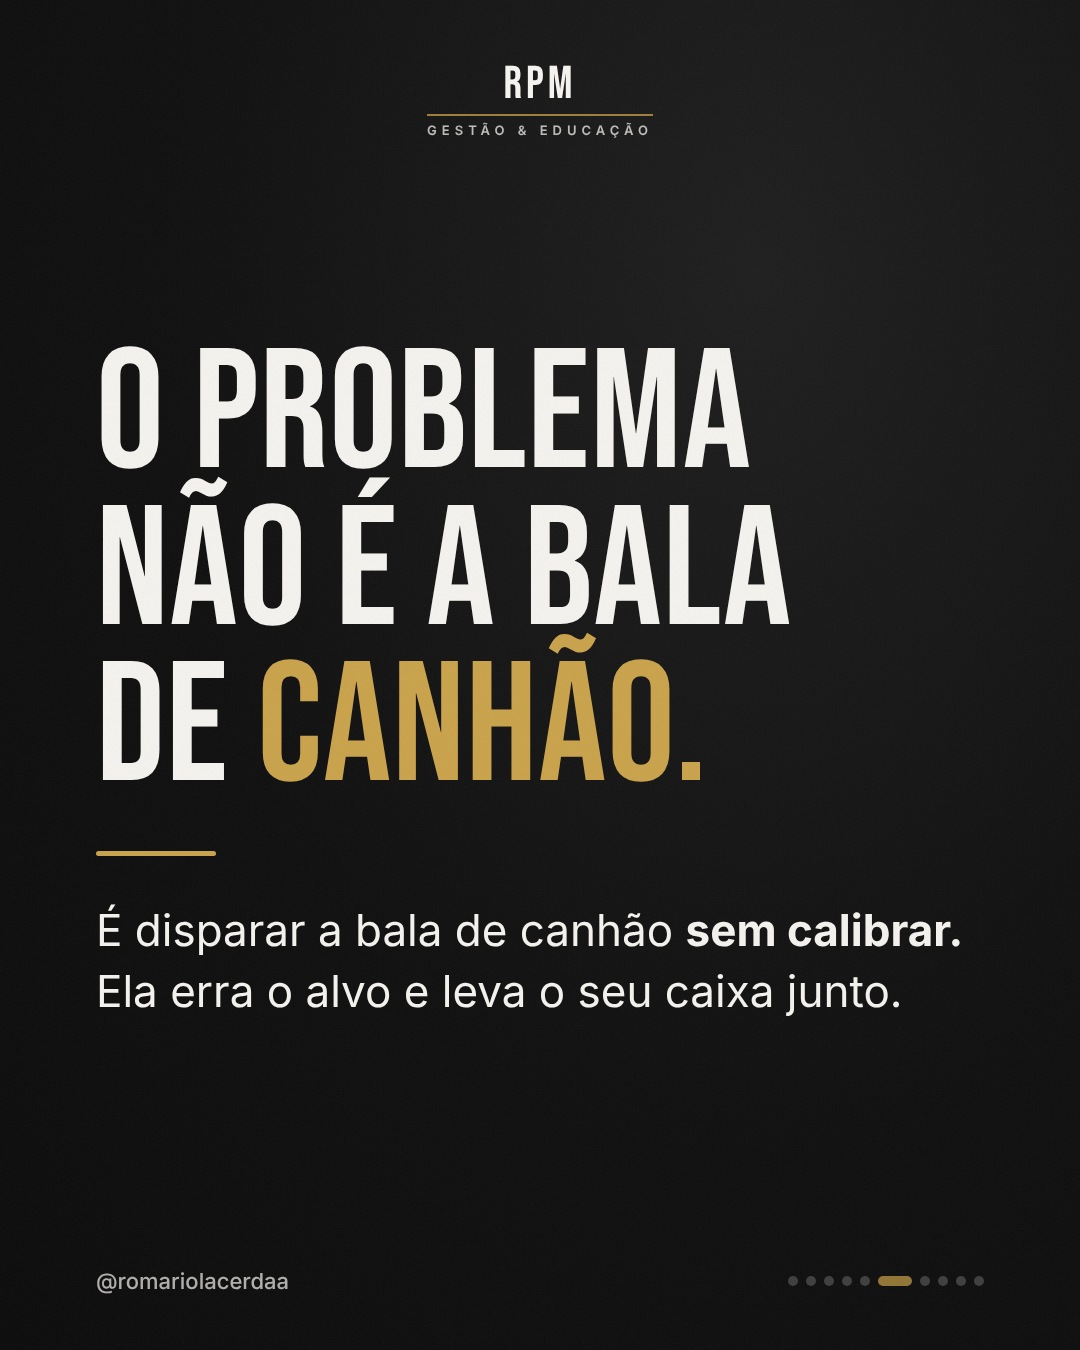 RPM
GESTÃO & EDUCAÇÃO
O PROBLEMA
NÃO É A BALA
DE CANHÃO.
É disparar a bala de canhão sem calibrar.
Ela erra o alvo e leva o seu caixa junto.
@romariolacerdaa